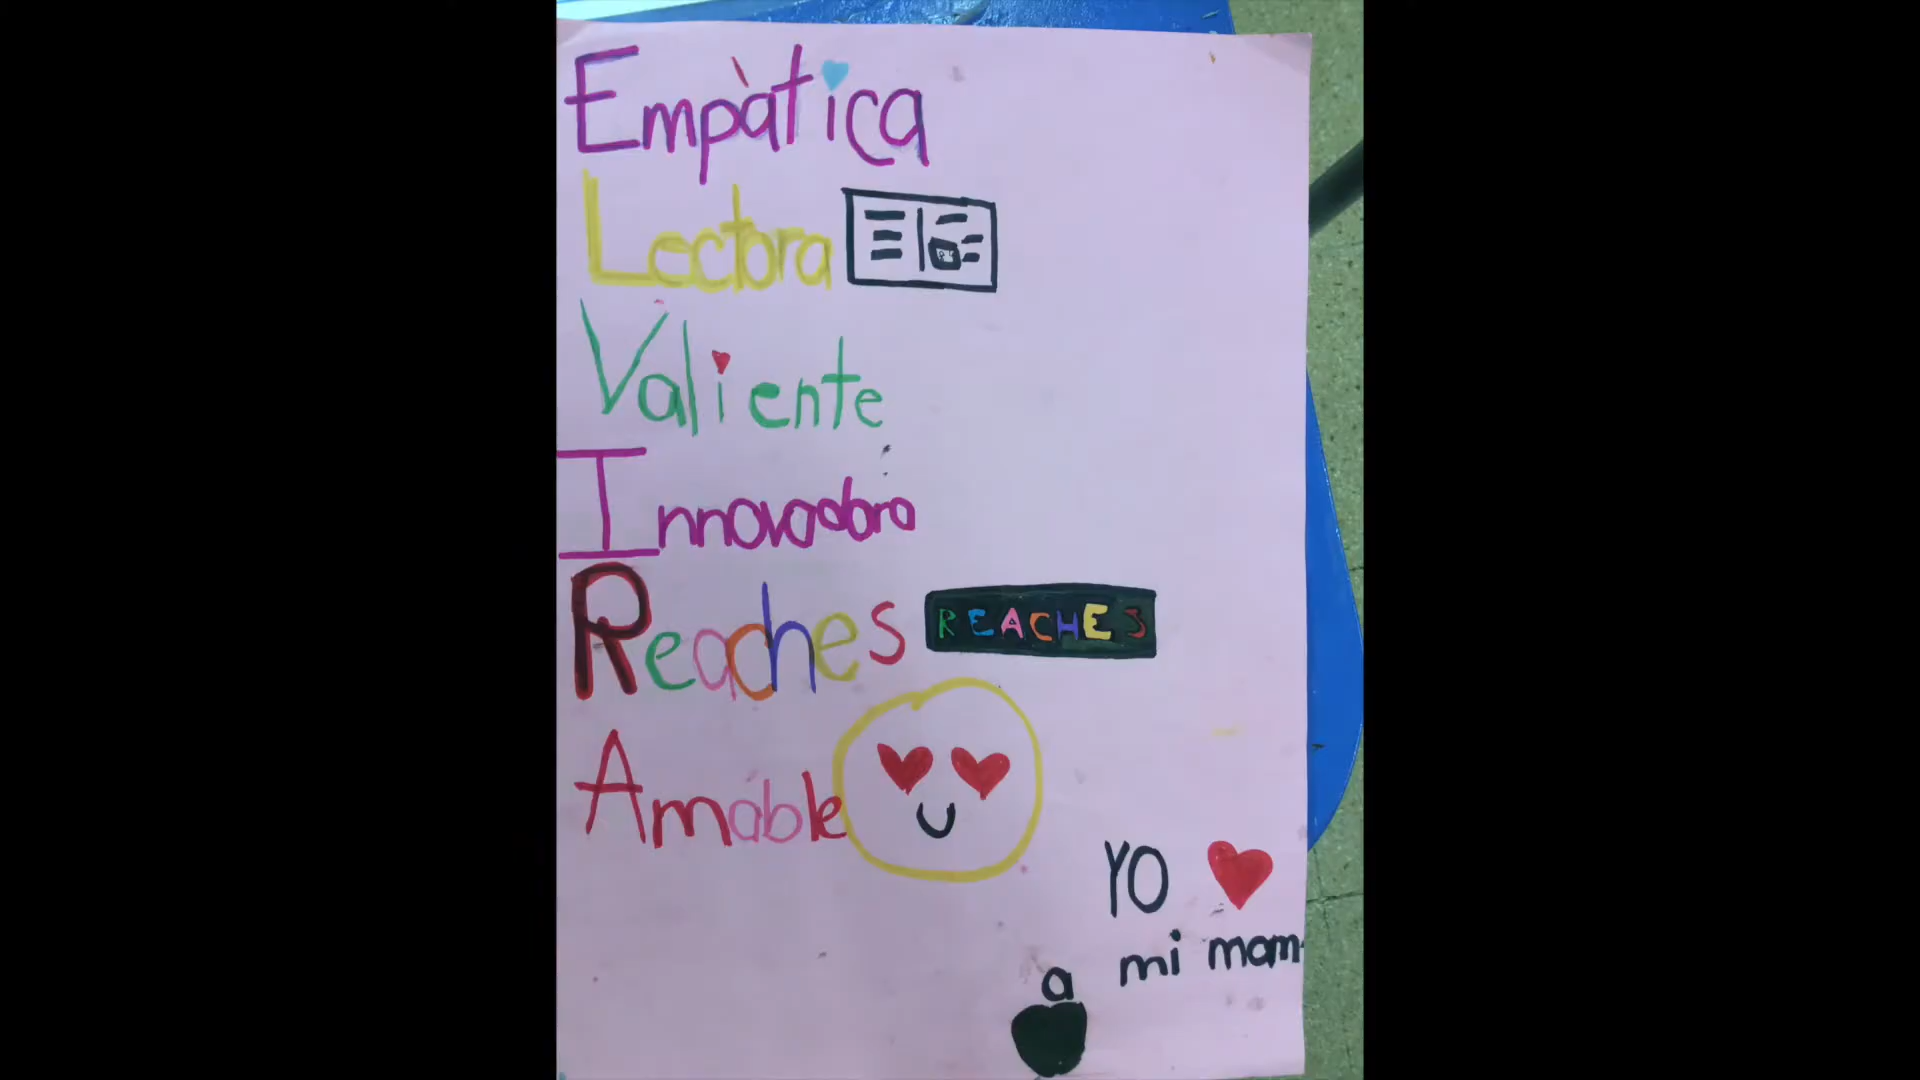 Empàtica
Lectora
Valiente
Innovadora
Reaches REACHES
Amable
YO
mi mam
a